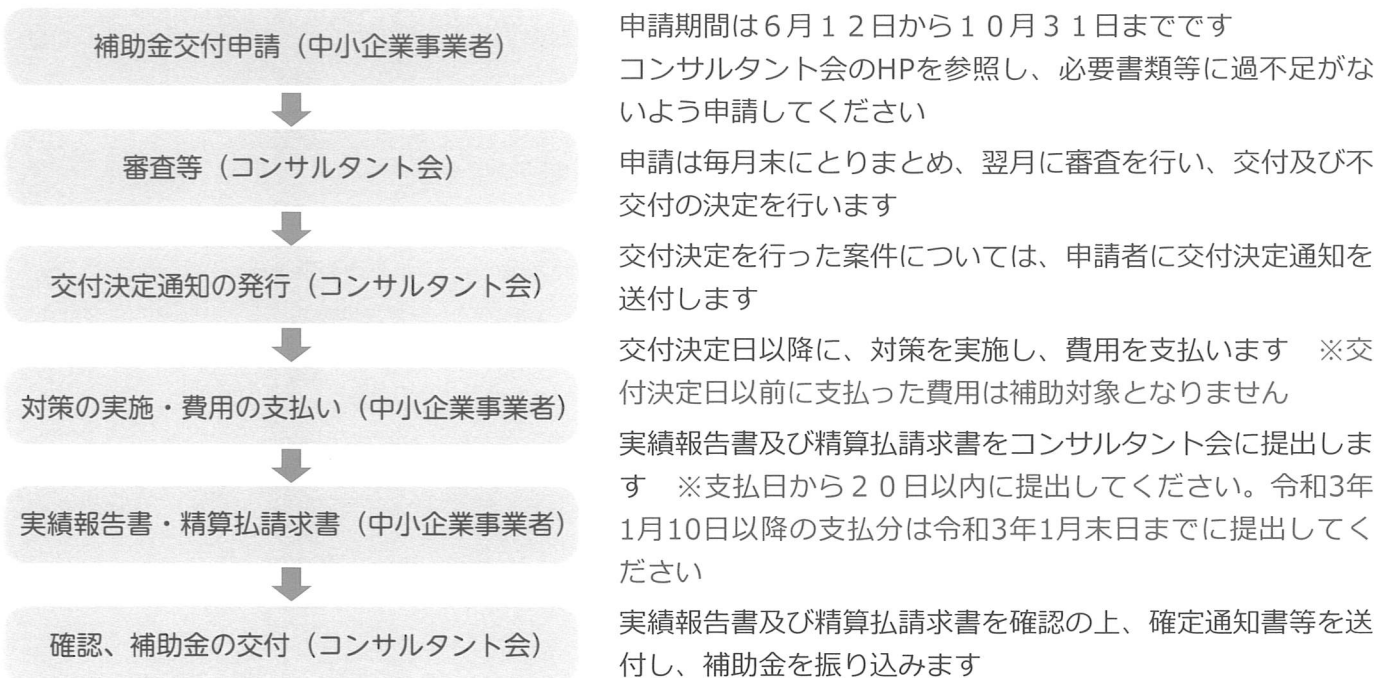 補助金交付申請（中小企業事業者）
申請期間は６月１２日から１０月３１日までです
コンサルタント会のHPを参照し、必要書類等に過不足がな
いよう申請してください
審査等（コンサルタント会）
申請は毎月末にとりまとめ、翌月に審査を行い、交付及び不
交付の決定を行います
交付決定通知の発行（コンサルタント会）
交付決定を行った案件については、申請者に交付決定通知を
送付します
対策の実施・費用の支払い（中小企業事業者）
交付決定日以降に、対策を実施し、費用を支払います　※交
付決定日以前に支払った費用は補助対象となりません
実績報告書・精算払請求書（中小企業事業者）
実績報告書及び精算払請求書をコンサルタント会に提出しま
す　※支払日から２０日以内に提出してください。令和3年
1月10日以降の支払分は令和3年1月末日までに提出してく
ださい
確認、補助金の交付（コンサルタント会）
実績報告書及び精算払請求書を確認の上、確定通知書等を送
付し、補助金を振り込みます